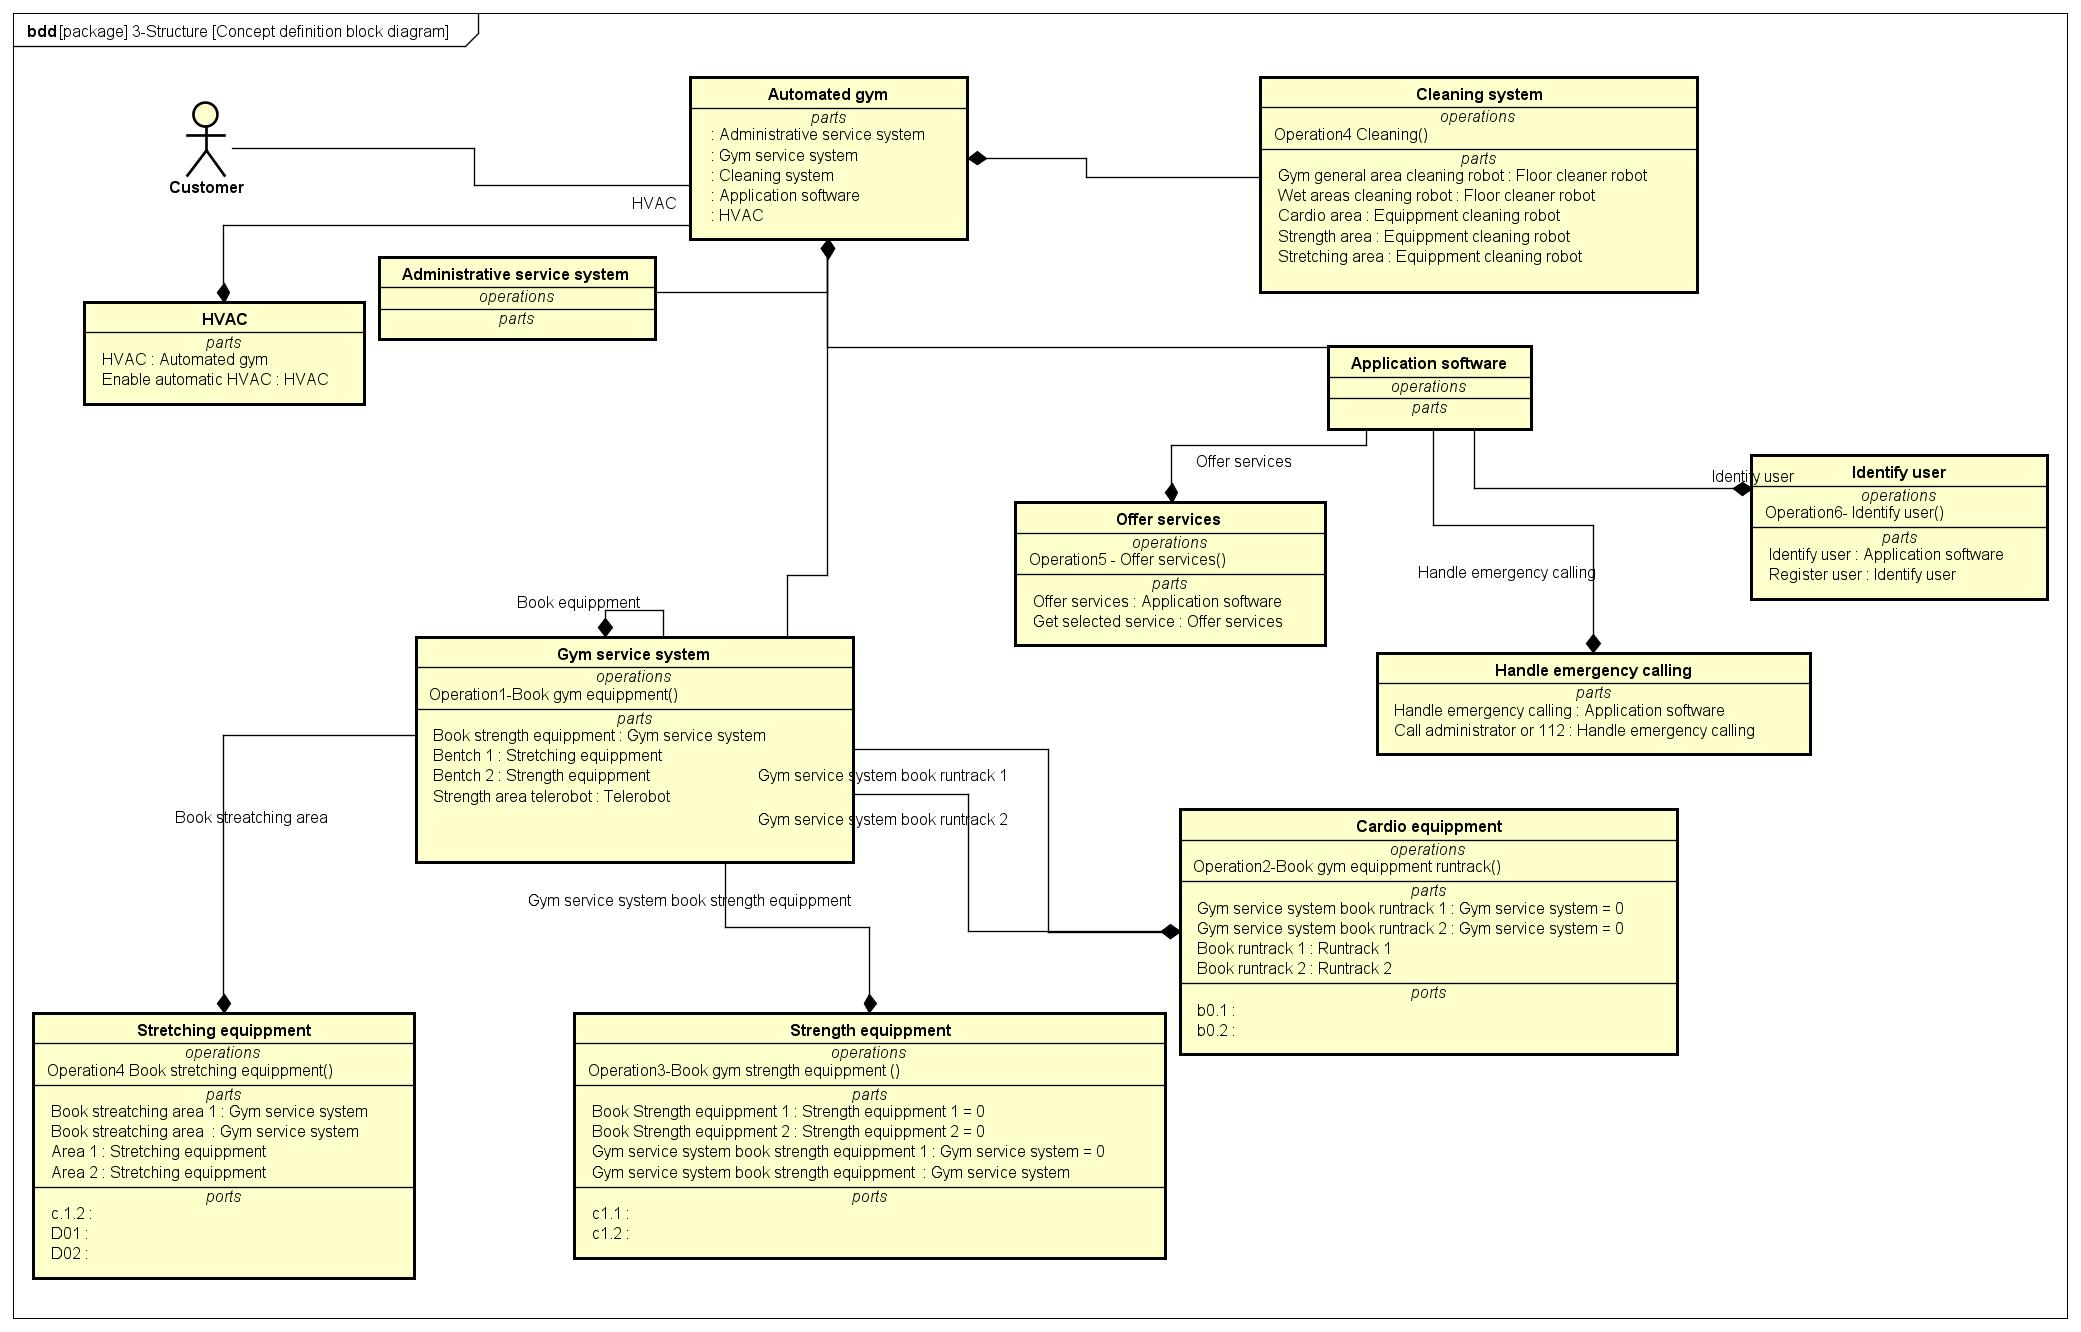 bdd [package] 3-Structure [Concept definition block diagram]
Customer
Automated gym
parts
: Administrative service system
: Gym service system
: Cleaning system
: Application software
: HVAC
Cleaning system
operations
Operation4 Cleaning()
parts
Gym general area cleaning robot : Floor cleaner robot
Wet areas cleaning robot : Floor cleaner robot
Cardio area : Equippment cleaning robot
Strength area : Equippment cleaning robot
Stretching area : Equippment cleaning robot
HVAC
Administrative service system
operations
parts
HVAC
parts
HVAC : Automated gym
Enable automatic HVAC : HVAC
Application software
operations
parts
Offer services
Identify user
Offer services
operations
Operation5 - Offer services()
parts
Offer services : Application software
Get selected service : Offer services
Identify user
operations
Operation6- Identify user()
parts
Identify user : Application software
Register user : Identify user
Handle emergency calling
Handle emergency calling
parts
Handle emergency calling : Application software
Call administrator or 112 : Handle emergency calling
Book equippment
Gym service system
operations
Operation1-Book gym equippment()
parts
Book strength equippment : Gym service system
Bentch 1 : Stretching equippment
Bentch 2 : Strength equippment
Strength area telerobot : Telerobot
Gym service system book runtrack 1
Gym service system book runtrack 2
Book streatching area
Gym service system book strength equippment
Cardio equippment
operations
Operation2-Book gym equippment runtrack()
parts
Gym service system book runtrack 1 : Gym service system = 0
Gym service system book runtrack 2 : Gym service system = 0
Book runtrack 1 : Runtrack 1
Book runtrack 2 : Runtrack 2
ports
b0.1 :
b0.2 :
Stretching equippment
operations
Operation4 Book stretching equippment()
parts
Book streatching area 1 : Gym service system
Book streatching area  : Gym service system
Area 1 : Stretching equippment
Area 2 : Stretching equippment
ports
c.1.2 :
D01 :
D02 :
Strength equippment
operations
Operation3-Book gym strength equippment ()
parts
Book Strength equippment 1 : Strength equippment 1 = 0
Book Strength equippment 2 : Strength equippment 2 = 0
Gym service system book strength equippment 1 : Gym service system = 0
Gym service system book strength equippment  : Gym service system
ports
c1.1 :
c1.2 :